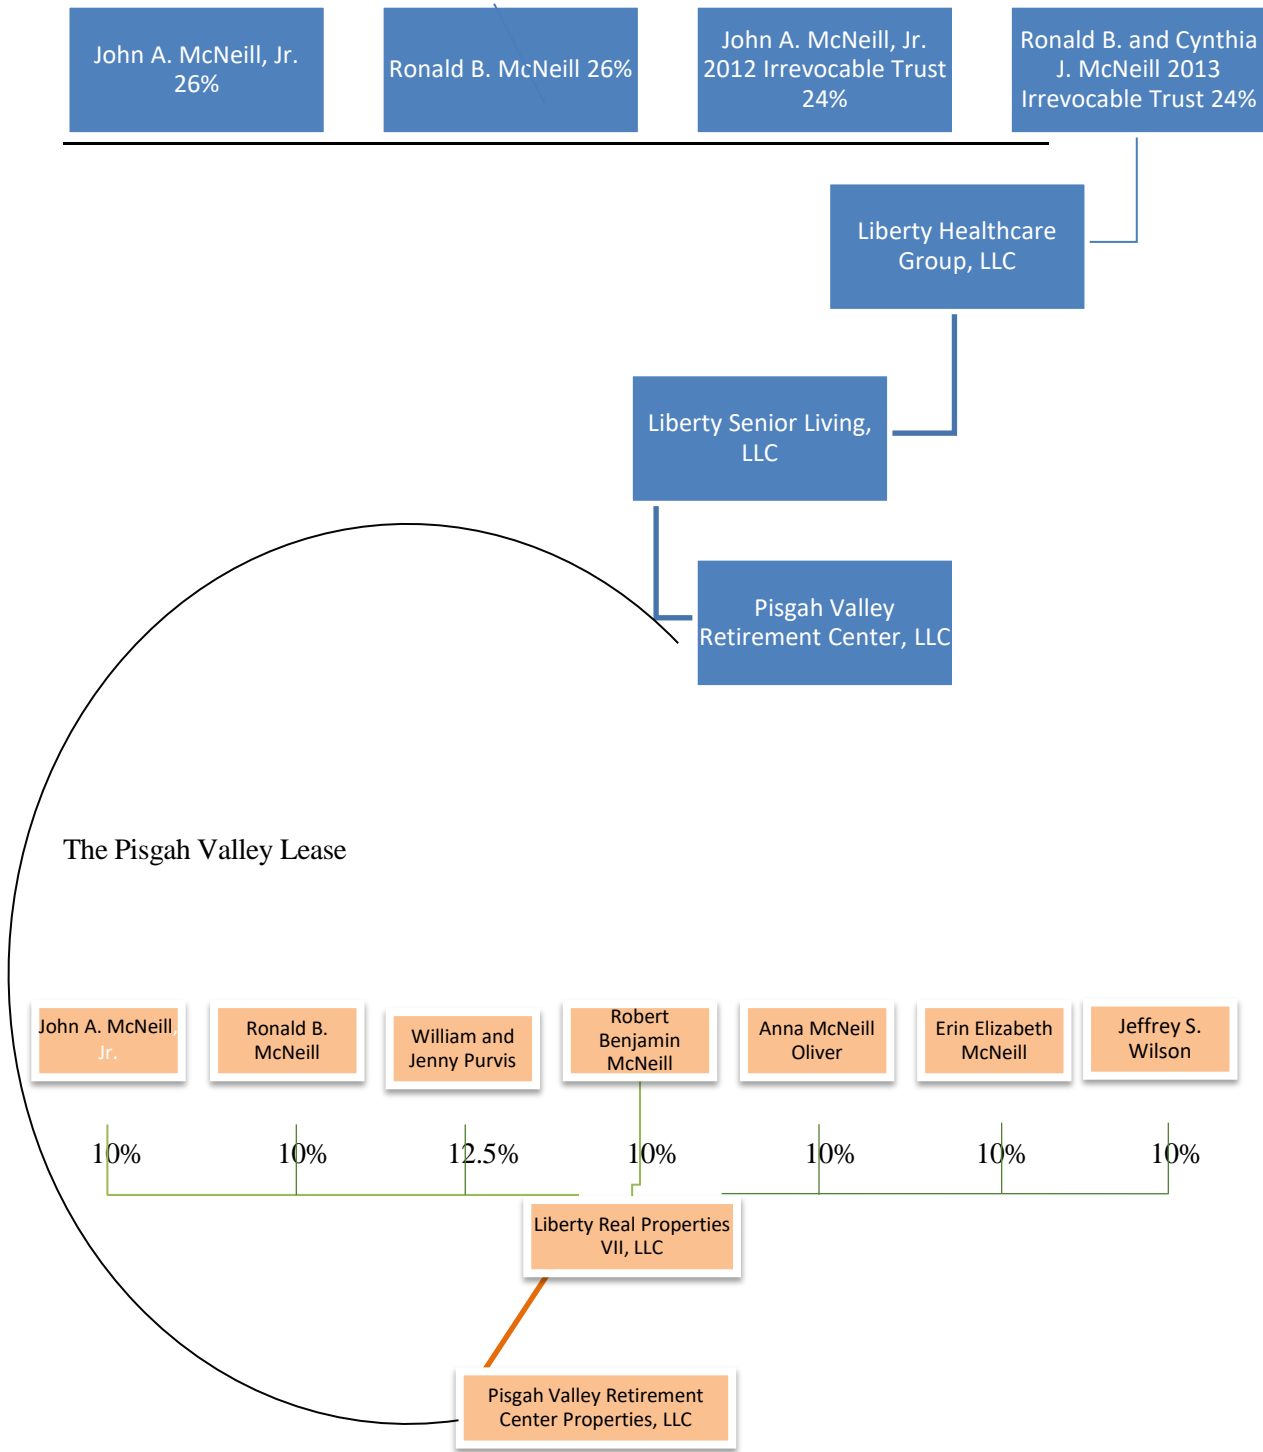 John A. McNeill, Jr.
26%
Ronald B. McNeill 26%
John A. McNeill, Jr.
2012 Irrevocable Trust
24%
Ronald B. and Cynthia
J. McNeill 2013
Irrevocable Trust 24%
Liberty Healthcare
Group, LLC
Liberty Senior Living,
LLC
Pisgah Valley
Retirement Center, LLC
The Pisgah Valley Lease
John A. McNeill,
Jr.
Ronald B.
McNeill
William and
Jenny Purvis
Robert
Benjamin
McNeill
Anna McNeill
Oliver
Erin Elizabeth
McNeill
Jeffrey S.
Wilson
10%
10%
12.5%
10%
10%
10%
10%
Liberty Real Properties
VII, LLC
Pisgah Valley Retirement
Center Properties, LLC